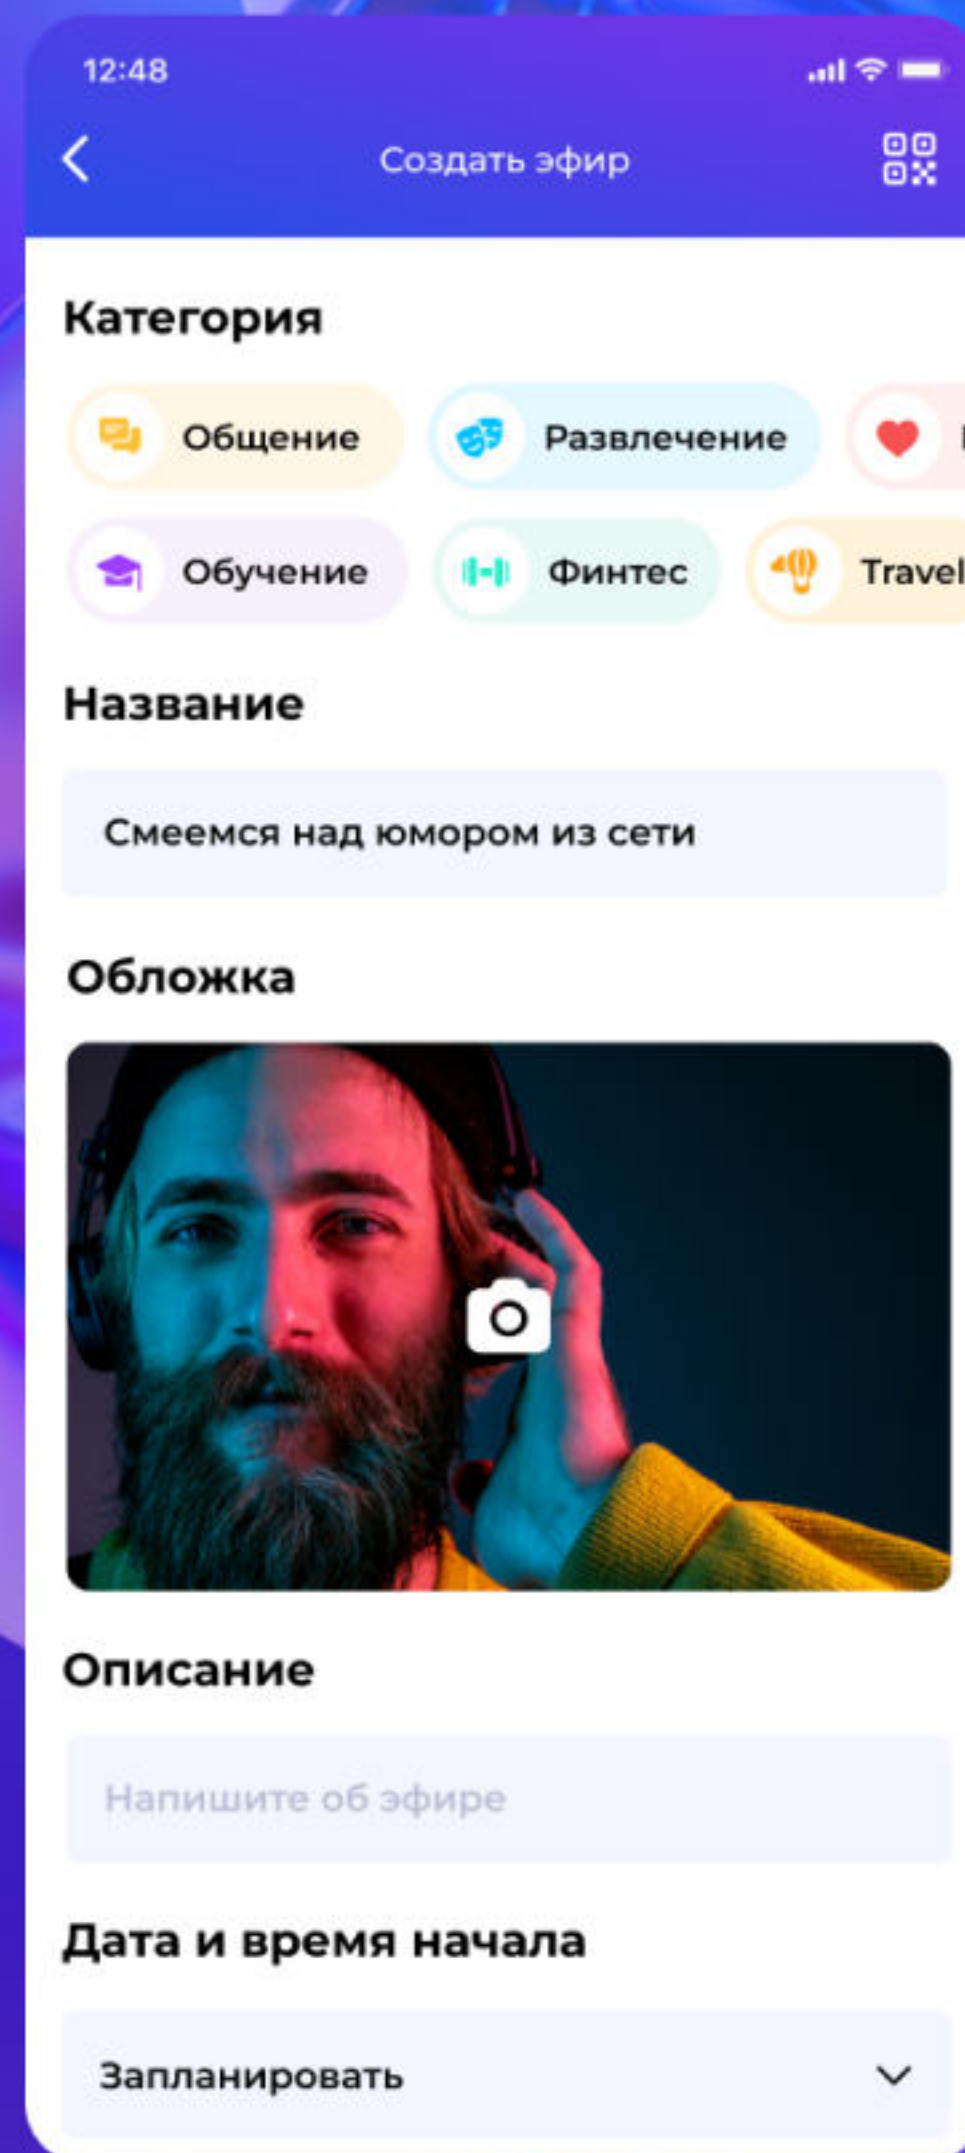 12:48
Создать эфир
Категория
Общение Развлечение
Обучение Финтес Travel
Название
Смеемся над юмором из сети
Обложка
Описание
Напишите об эфире
Дата и время начала
Запланировать